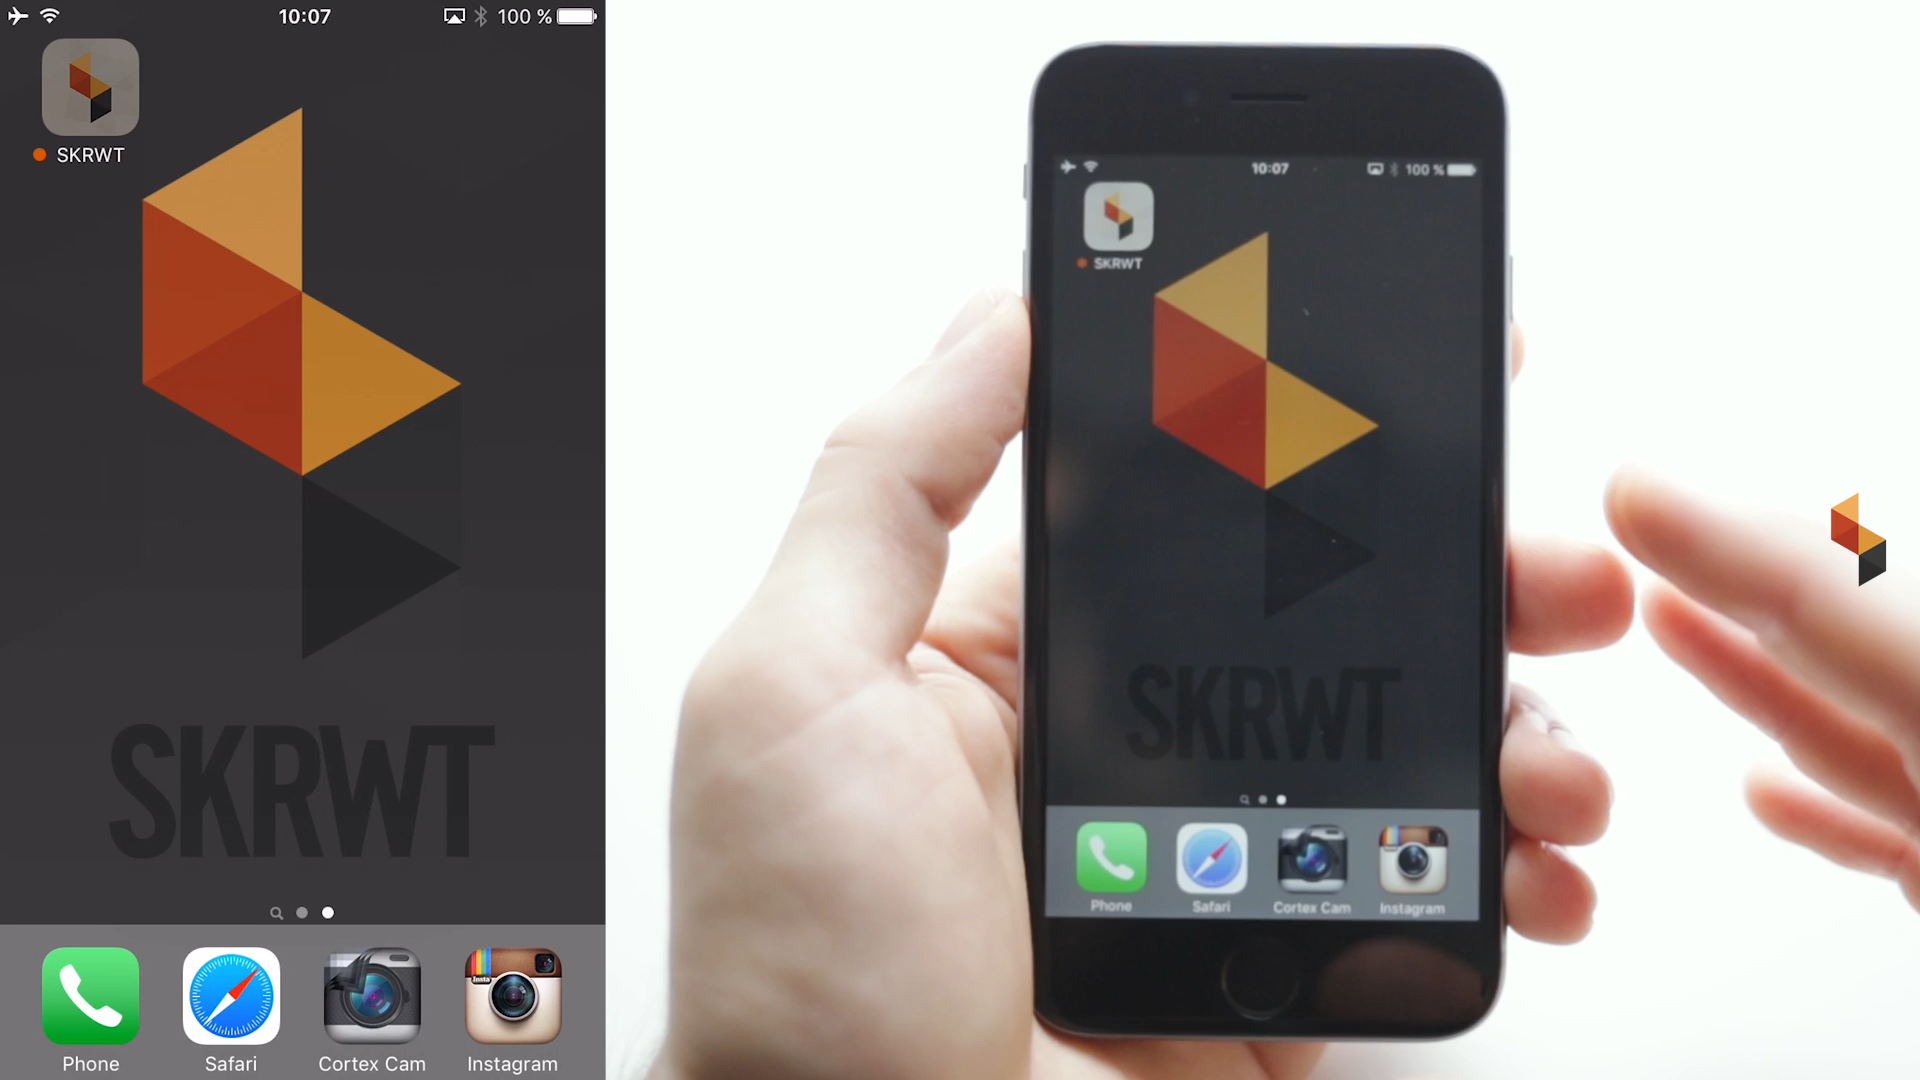 10:07
100 %
SKRWT
SKRWT
Phone
Safari
Cortex Cam
Instagram
10:07
100 %
SKRWT
SKRWT
Phone
Safari
Cortex Cam
Instagram